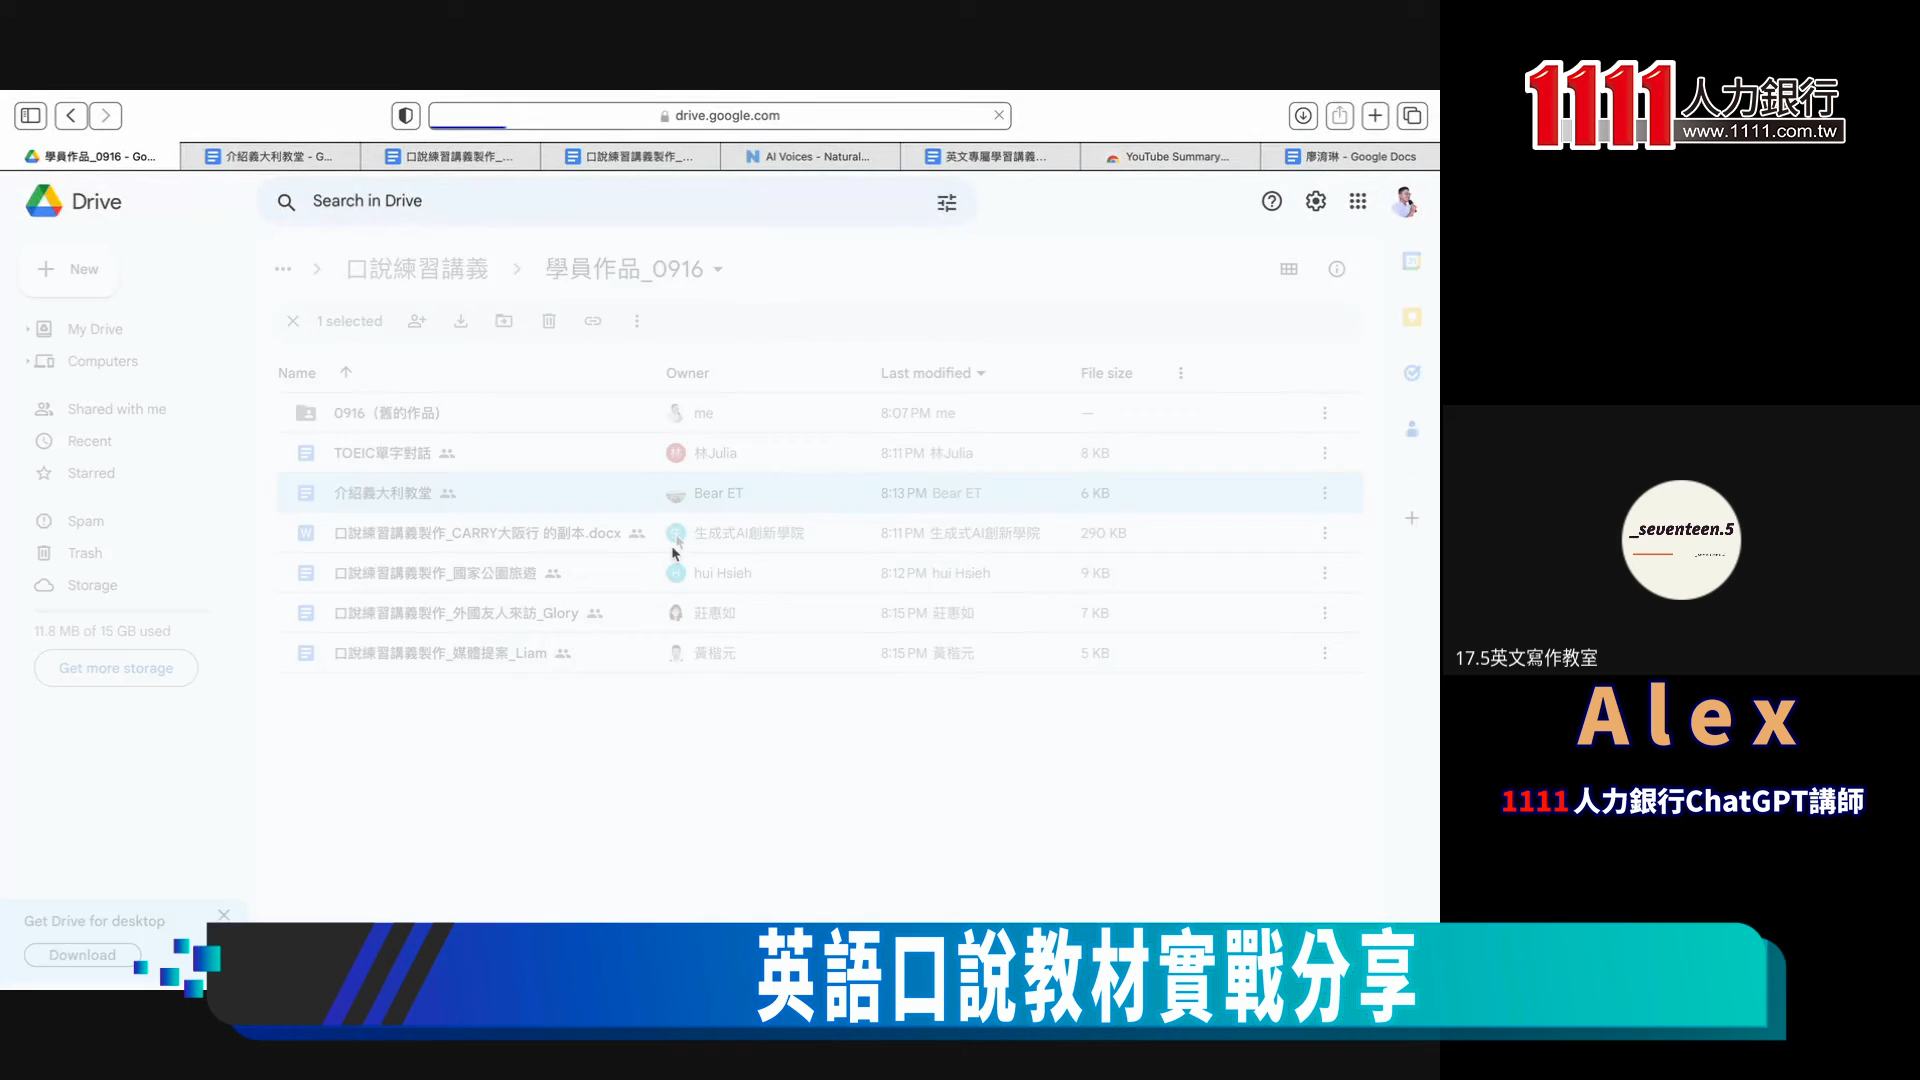 drive.google.com
學員作品_0916 - Go...
介紹義大利教堂 - G...
口說練習講義製作_...
口說練習講義製作_...
AI Voices - Natural...
英文專屬學習講義...
YouTube Summary...
廖淯琳 - Google Docs
Drive
Search in Drive
New
口說練習講義
學員作品_0916
1 selected
My Drive
Computers
Shared with me
Recent
Starred
Spam
Trash
Storage
11.8 MB of 15 GB used
Get more storage
Name
Owner
Last modified
File size
0916（舊的作品）
me
8:07 PM me
—
TOEIC單字對話
林
林Julia
8:11 PM 林Julia
8 KB
介紹義大利教堂
Bear ET
8:13 PM Bear ET
6 KB
口說練習講義製作_CARRY大阪行 的副本.docx
生成式AI創新學院
8:11 PM 生成式AI創新學院
290 KB
口說練習講義製作_國家公園旅遊
hui Hsieh
8:12 PM hui Hsieh
9 KB
口說練習講義製作_外國友人來訪_Glory
莊惠如
8:15 PM 莊惠如
7 KB
口說練習講義製作_媒體提案_Liam
黃楷元
8:15 PM 黃楷元
5 KB
Get Drive for desktop
Download
1111人力銀行
www.1111.com.tw
_seventeen.5
17.5英文寫作教室
Alex
1111人力銀行ChatGPT講師
英語口說教材實戰分享